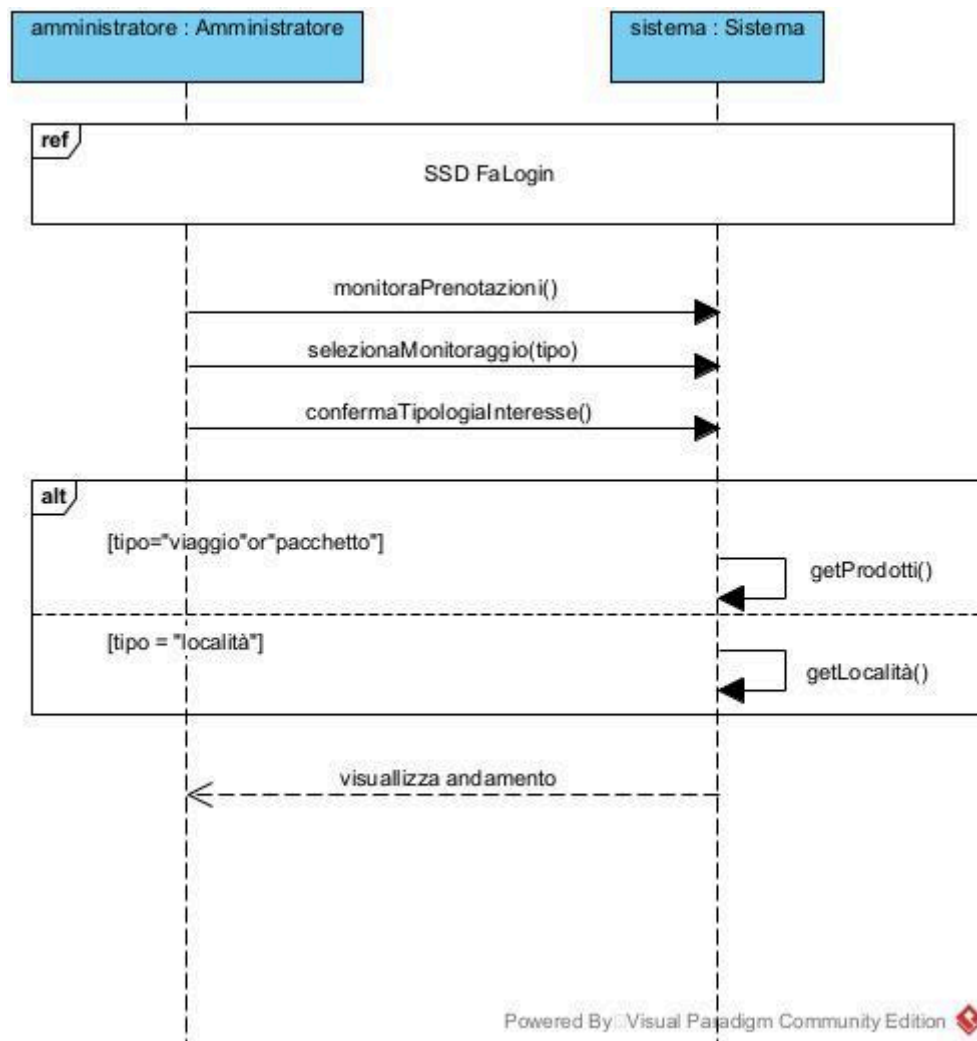 amministratore : Amministratore
sistema : Sistema
ref
SSD FaLogin
monitoraPrenotazioni()
selezionaMonitoraggio(tipo)
confermaTipologiaInteresse()
alt
[tipo="viaggio"or"pacchetto"]
getProdotti()
[tipo = "località"]
getLocalità()
visuallizza andamento
Powered By Visual Paradigm Community Edition